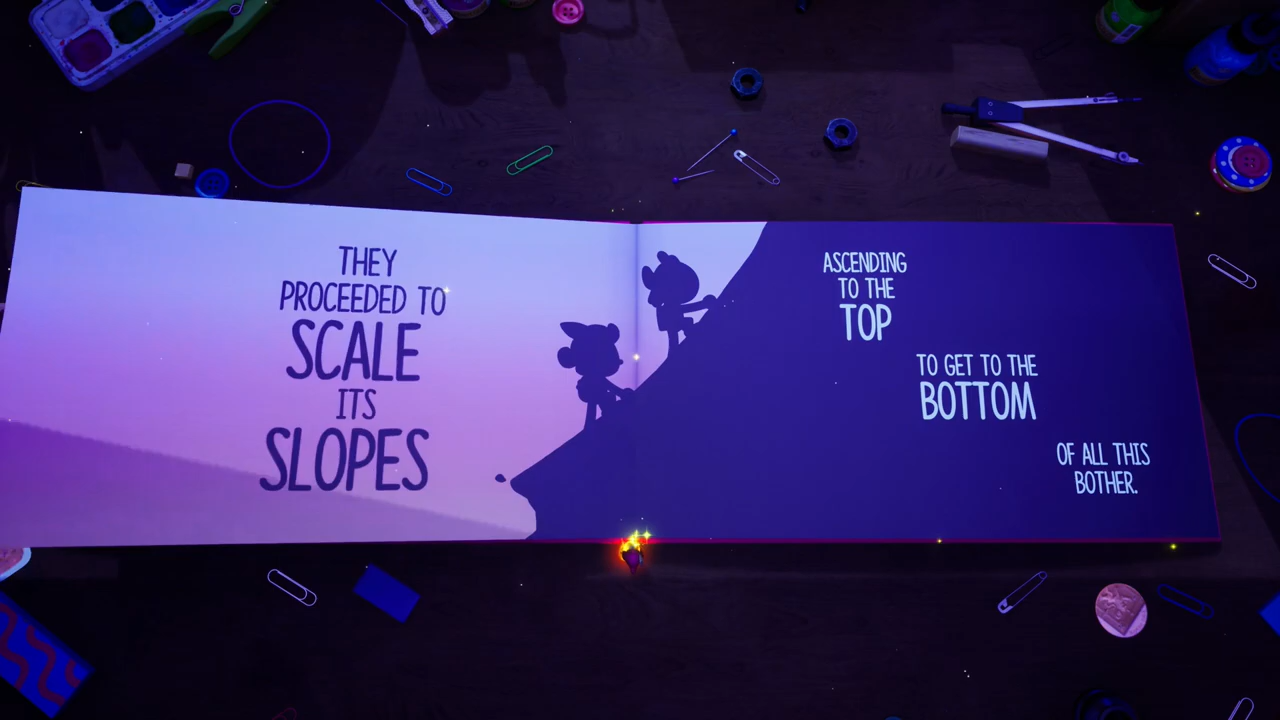 THEY
PROCEEDED TO
SCALE
ITS
SLOPES
ASCENDING
TO THE
TOP
TO GET TO THE
BOTTOM
OF ALL THIS
BOTHER.